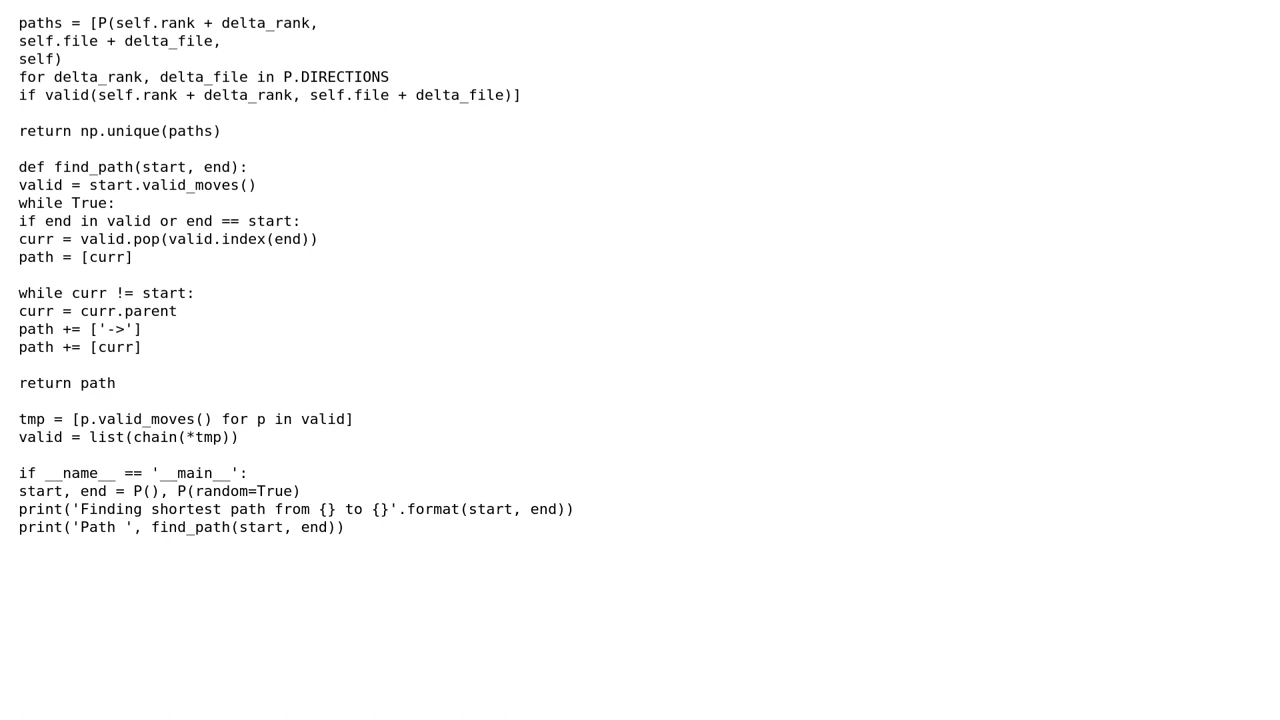 paths = [P(self.rank + delta_rank,
self.file + delta_file,
self)
for delta_rank, delta_file in P.DIRECTIONS
if valid(self.rank + delta_rank, self.file + delta_file)]

return np.unique(paths)

def find_path(start, end):
valid = start.valid_moves()
while True:
if end in valid or end == start:
curr = valid.pop(valid.index(end))
path = [curr]

while curr != start:
curr = curr.parent
path += ['->']
path += [curr]

return path

tmp = [p.valid_moves() for p in valid]
valid = list(chain(*tmp))

if __name__ == '__main__':
start, end = P(), P(random=True)
print('Finding shortest path from {} to {}'.format(start, end))
print('Path ', find_path(start, end))